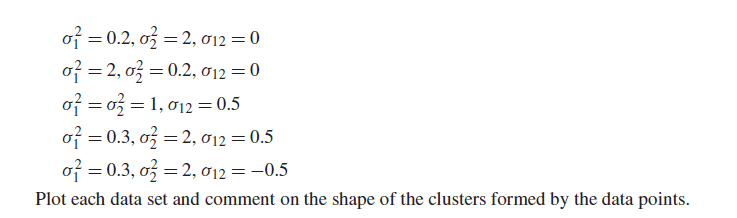 σ₁² = 0.2, σ₂² = 2, σ₁₂ = 0
σ₁² = 2, σ₂² = 0.2, σ₁₂ = 0
σ₁² = σ₂² = 1, σ₁₂ = 0.5
σ₁² = 0.3, σ₂² = 2, σ₁₂ = 0.5
σ₁² = 0.3, σ₂² = 2, σ₁₂ = −0.5
Plot each data set and comment on the shape of the clusters formed by the data points.